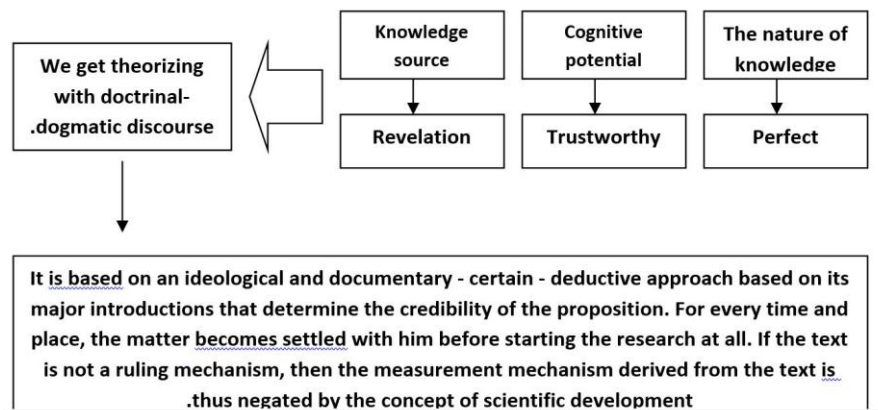 Knowledge
source
Cognitive
potential
The nature of
knowledge
We get theorizing
with doctrinal-
.dogmatic discourse
Revelation
Trustworthy
Perfect
It is based on an ideological and documentary - certain - deductive approach based on its
major introductions that determine the credibility of the proposition. For every time and
place, the matter becomes settled with him before starting the research at all. If the text
is not a ruling mechanism, then the measurement mechanism derived from the text is
.thus negated by the concept of scientific development